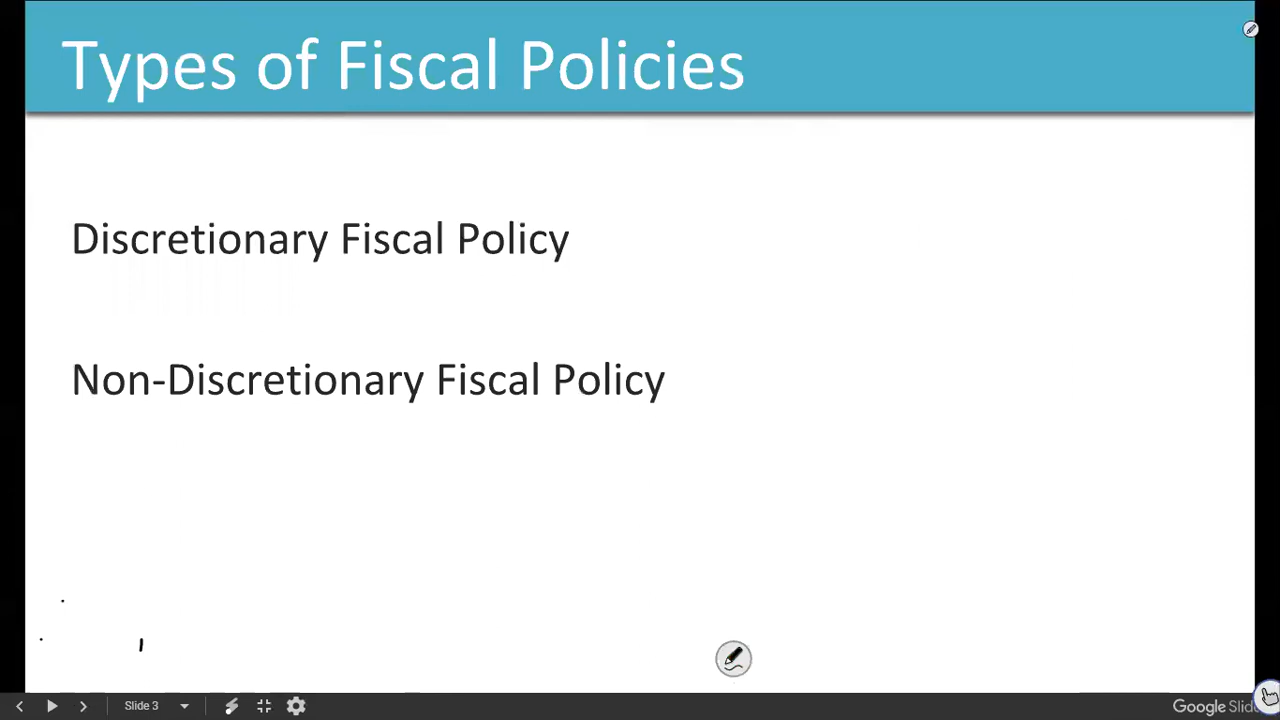 Types of Fiscal Policies
Discretionary Fiscal Policy
Non-Discretionary Fiscal Policy
Slide 3
Google Slid